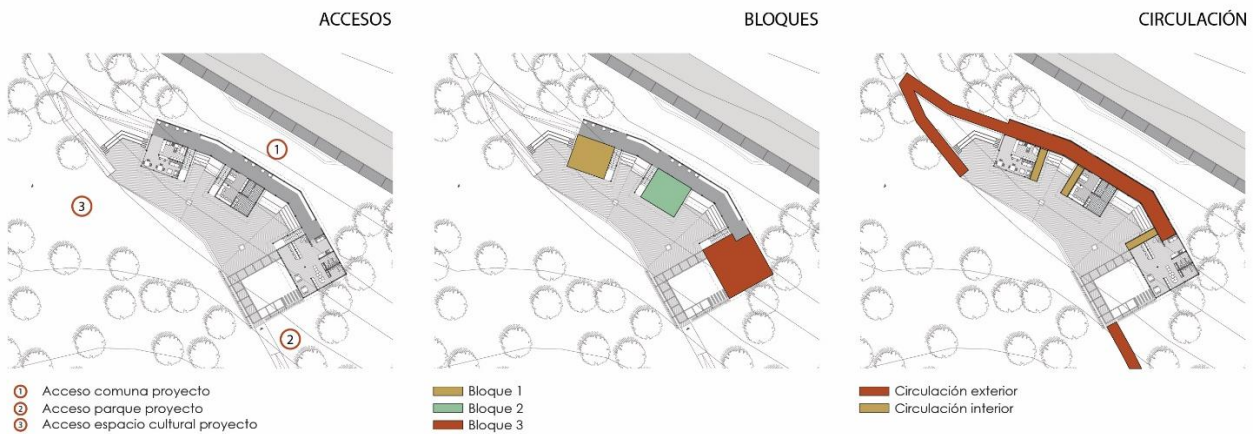 ACCESOS
BLOQUES
CIRCULACIÓN
1
3
2
1 Acceso comuna proyecto
2 Acceso parque proyecto
3 Acceso espacio cultural proyecto
Bloque 1
Bloque 2
Bloque 3
Circulación exterior
Circulación interior